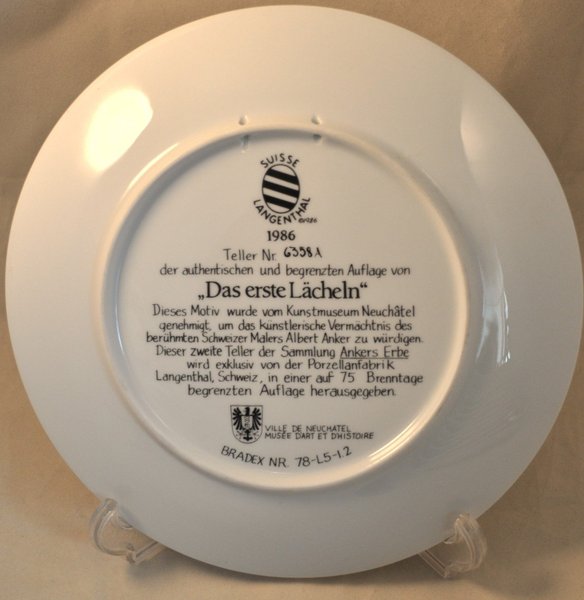 SUISSE
LANGENTHAL
©1986
1986
Teller Nr. 6358A
der authentischen und begrenzten Auflage von
„Das erste Lächeln“
Dieses Motiv wurde vom Kunstmuseum Neuchâtel
genehmigt, um das künstlerische Vermächtnis des
berühmten Schweizer Malers Albert Anker zu würdigen.
Dieser zweite Teller der Sammlung Ankers Erbe
wird exklusiv von der Porzellanfabrik
Langenthal, Schweiz, in einer auf 75 Brenntage
begrenzten Auflage herausgegeben.
VILLE DE NEUCHATEL
MUSÉE D'ART ET D'HISTOIRE
BRADEX NR. 78-L5-1.2